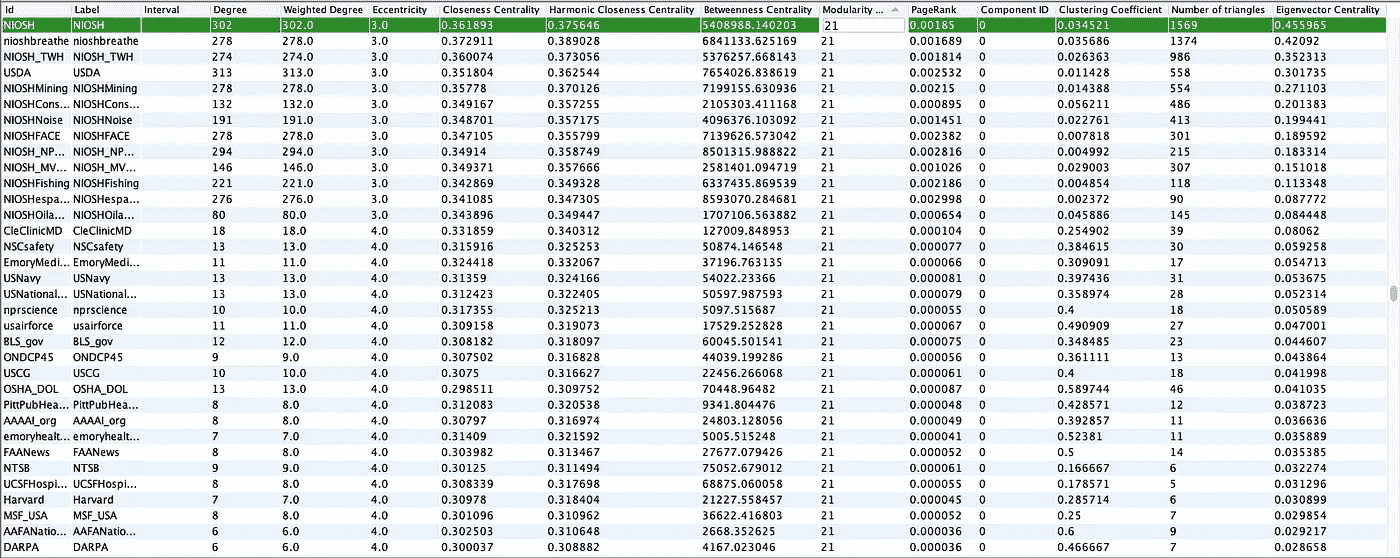 Id Label Interval Degree Weighted Degree Eccentricity Closeness Centrality Harmonic Closeness Centrality Betweenness Centrality Modularity ... PageRank Component ID Clustering Coefficient Number of triangles Eigenvector Centrality
NIOSH NIOSH 302 302.0 3.0 0.361893 0.375646 5408988.140203 21 0.00185 0 0.034521 1569 0.455965
nioshbreathe nioshbreathe 278 278.0 3.0 0.372911 0.389028 6841133.625169 21 0.001689 0 0.035686 1374 0.42092
NIOSH_TWH NIOSH_TWH 274 274.0 3.0 0.360074 0.373056 5376257.668143 21 0.001814 0 0.026363 986 0.352313
USDA USDA 313 313.0 3.0 0.351804 0.362544 7654026.838619 21 0.002532 0 0.011428 558 0.301735
NIOSHMining NIOSHMining 278 278.0 3.0 0.35778 0.370126 7199155.630936 21 0.00215 0 0.014388 554 0.271103
NIOSHCons... NIOSHCons... 132 132.0 3.0 0.349167 0.357255 2105303.411168 21 0.000895 0 0.056211 486 0.201383
NIOSHNoise NIOSHNoise 191 191.0 3.0 0.348701 0.357175 4096376.103092 21 0.001451 0 0.022761 413 0.199441
NIOSHFACE NIOSHFACE 278 278.0 3.0 0.347105 0.355799 7139626.573042 21 0.002382 0 0.007818 301 0.189592
NIOSH_NP... NIOSH_NP... 294 294.0 3.0 0.34914 0.358749 8501315.988822 21 0.002816 0 0.004992 215 0.183314
NIOSH_MV... NIOSH_MV... 146 146.0 3.0 0.349371 0.357666 2581401.094719 21 0.001026 0 0.029003 307 0.151018
NIOSHFishing NIOSHFishing 221 221.0 3.0 0.342869 0.349328 6337435.869539 21 0.002186 0 0.004854 118 0.113348
NIOSHespa... NIOSHespa... 276 276.0 3.0 0.341085 0.347305 8593070.284681 21 0.002998 0 0.002372 90 0.087772
NIOSHOila... NIOSHOila... 80 80.0 3.0 0.343896 0.349447 1707106.563882 21 0.000654 0 0.045886 145 0.084448
CleClinicMD CleClinicMD 18 18.0 4.0 0.331859 0.340312 127009.848953 21 0.000104 0 0.254902 39 0.08062
NSCsafety NSCsafety 13 13.0 4.0 0.315916 0.325253 50874.146548 21 0.000077 0 0.384615 30 0.059258
EmoryMedi... EmoryMedi... 11 11.0 4.0 0.324418 0.332067 37196.763135 21 0.000066 0 0.309091 17 0.054713
USNavy USNavy 13 13.0 4.0 0.31359 0.324166 54022.23366 21 0.000081 0 0.397436 31 0.053675
USNational... USNational... 13 13.0 4.0 0.312423 0.322405 50597.987593 21 0.000079 0 0.358974 28 0.052314
nprscience nprscience 10 10.0 4.0 0.317355 0.325213 5097.515687 21 0.000055 0 0.4 18 0.050589
usairforce usairforce 11 11.0 4.0 0.309158 0.319073 17529.252828 21 0.000067 0 0.490909 27 0.047001
BLS_gov BLS_gov 12 12.0 4.0 0.308182 0.318097 60045.501541 21 0.000075 0 0.348485 23 0.044607
ONDCP45 ONDCP45 9 9.0 4.0 0.307502 0.316828 44039.199286 21 0.000056 0 0.361111 13 0.043864
USCG USCG 10 10.0 4.0 0.3075 0.316627 22456.266068 21 0.000061 0 0.4 18 0.041998
OSHA_DOL OSHA_DOL 13 13.0 4.0 0.298511 0.309752 70448.96482 21 0.000087 0 0.589744 46 0.041035
PittPubHea... PittPubHea... 8 8.0 4.0 0.312083 0.320538 9341.804476 21 0.000048 0 0.428571 12 0.038723
AAAAI_org AAAAI_org 8 8.0 4.0 0.30797 0.316974 24803.128056 21 0.000049 0 0.392857 11 0.036636
emoryhealt... emoryhealt... 7 7.0 4.0 0.31409 0.321592 5005.515248 21 0.000041 0 0.52381 11 0.035889
FAANews FAANews 8 8.0 4.0 0.303982 0.313467 27677.079426 21 0.000052 0 0.5 14 0.035385
NTSB NTSB 9 9.0 4.0 0.30125 0.311494 75052.679012 21 0.000061 0 0.166667 6 0.032274
UCSFHospi... UCSFHospi... 8 8.0 4.0 0.308339 0.317698 68875.060058 21 0.000055 0 0.178571 5 0.031296
Harvard Harvard 7 7.0 4.0 0.30978 0.318404 21227.558457 21 0.000045 0 0.285714 6 0.030899
MSF_USA MSF_USA 8 8.0 4.0 0.301096 0.310962 36622.416803 21 0.000052 0 0.25 7 0.029854
AAFANatio... AAFANatio... 6 6.0 4.0 0.302503 0.310648 2668.352625 21 0.000036 0 0.6 9 0.029217
DARPA DARPA 6 6.0 4.0 0.300037 0.308882 4167.023046 21 0.000036 0 0.466667 7 0.028658